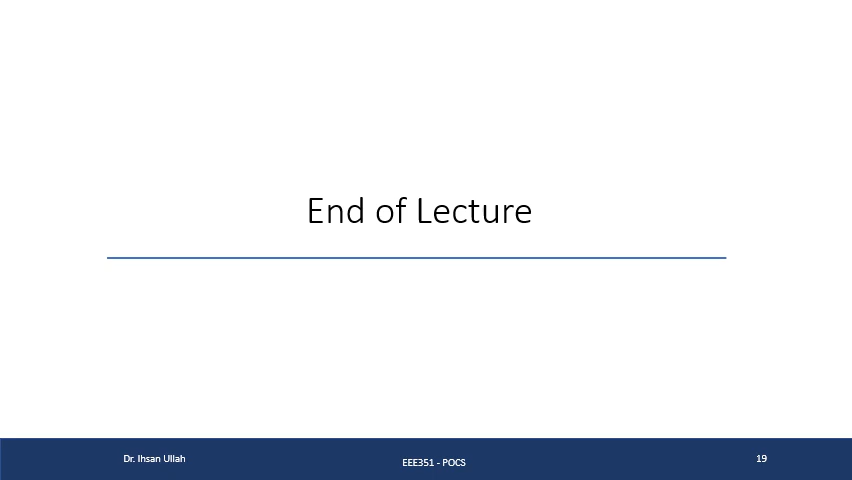 End of Lecture
Dr. Ihsan Ullah
EEE351 - POCS
19